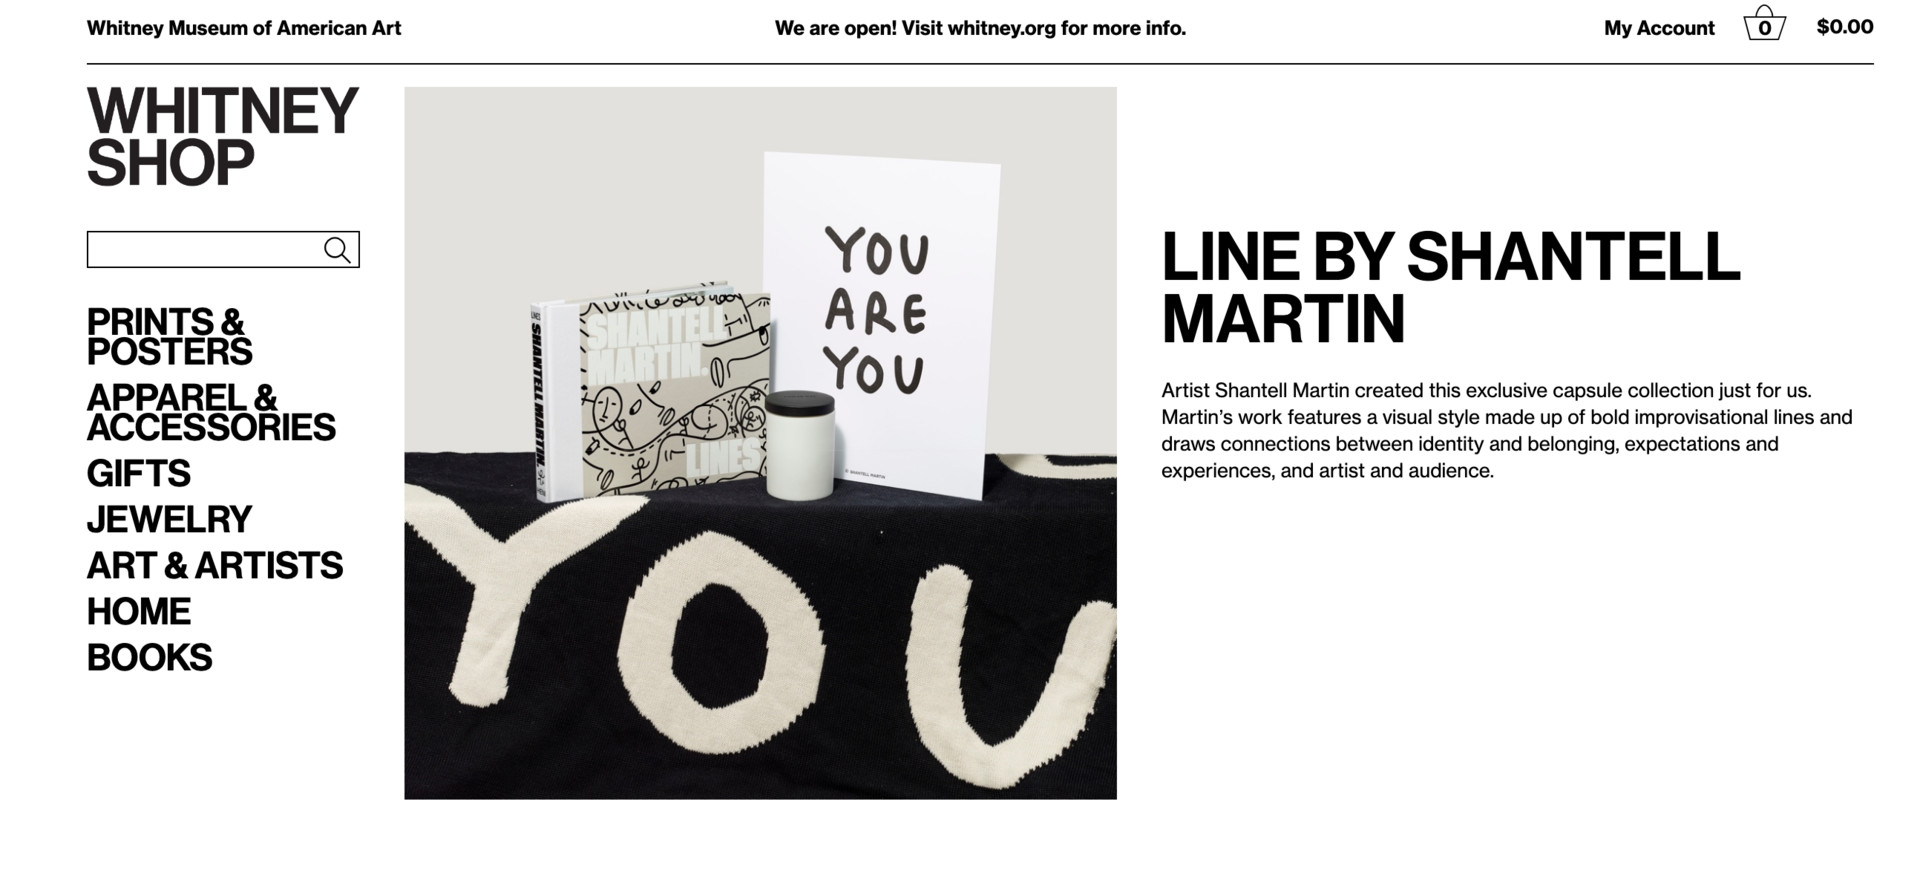 Whitney Museum of American Art
We are open! Visit whitney.org for more info.
My Account
0
$0.00
WHITNEY
SHOP
PRINTS &
POSTERS
APPAREL &
ACCESSORIES
GIFTS
JEWELRY
ART & ARTISTS
HOME
BOOKS
LINES
SHANTELL MARTIN.
SHANTELL
MARTIN.
LINES
YOU
ARE
YOU
© SHANTELL MARTIN
YOU
LINE BY SHANTELL
MARTIN
Artist Shantell Martin created this exclusive capsule collection just for us.
Martin’s work features a visual style made up of bold improvisational lines and
draws connections between identity and belonging, expectations and
experiences, and artist and audience.